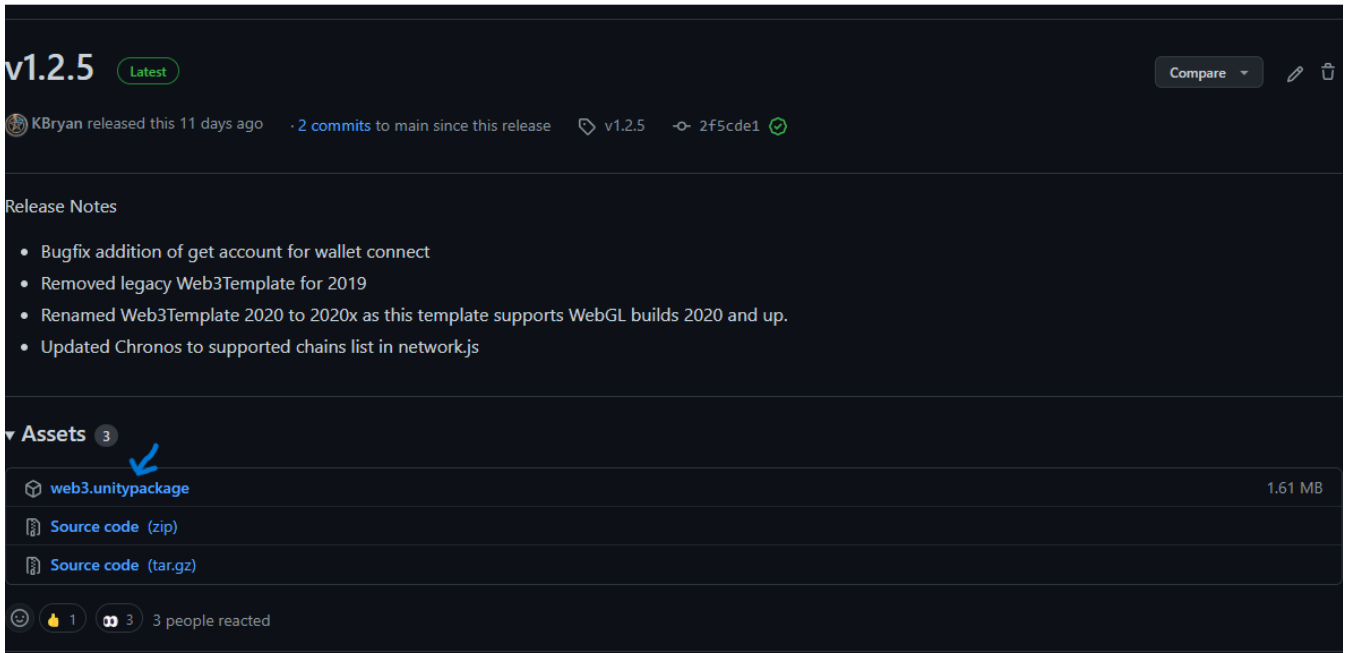 v1.2.5 Latest Compare
KBryan released this 11 days ago · 2 commits to main since this release v1.2.5 2f5cde1
Release Notes
• Bugfix addition of get account for wallet connect
• Removed legacy Web3Template for 2019
• Renamed Web3Template 2020 to 2020x as this template supports WebGL builds 2020 and up.
• Updated Chronos to supported chains list in network.js
Assets 3
web3.unitypackage 1.61 MB
Source code (zip)
Source code (tar.gz)
1 3 3 people reacted